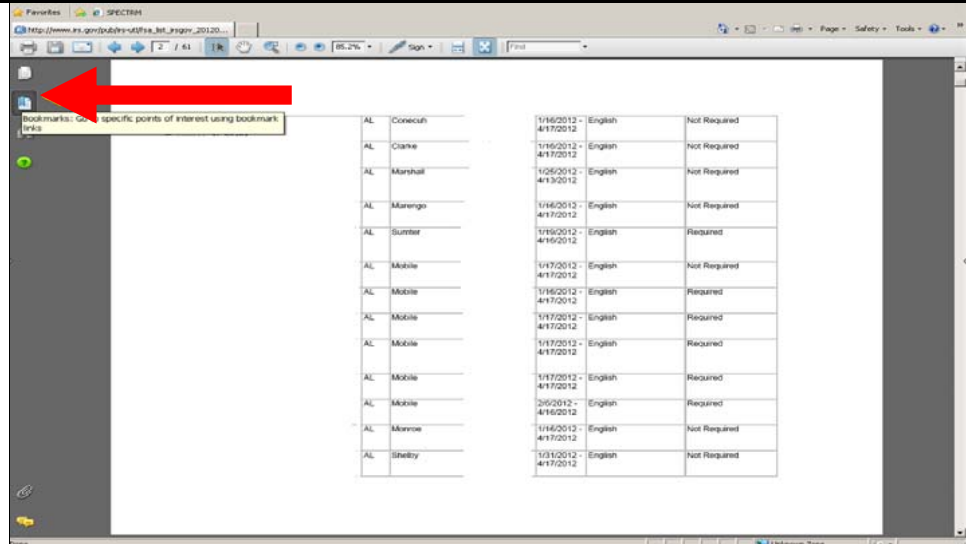 Favorites SPECTRM
http://www.irs.gov/pub/irs-utl/fsa_list_irsgov_20120...
Page Safety Tools
2 / 61 85.2% Sign Find
Bookmarks: specific points of interest using bookmark
links
AL Conecuh 1/16/2012 - 4/17/2012 English Not Required
AL Clarke 1/16/2012 - 4/17/2012 English Not Required
AL Marshall 1/25/2012 - 4/13/2012 English Not Required
AL Marengo 1/16/2012 - 4/17/2012 English Not Required
AL Sumter 1/19/2012 - 4/16/2012 English Required
AL Mobile 1/17/2012 - 4/17/2012 English Not Required
AL Mobile 1/16/2012 - 4/17/2012 English Required
AL Mobile 1/17/2012 - 4/17/2012 English Required
AL Mobile 1/17/2012 - 4/17/2012 English Required
AL Mobile 1/17/2012 - 4/17/2012 English Required
AL Mobile 2/6/2012 - 4/16/2012 English Required
AL Monroe 1/16/2012 - 4/17/2012 English Not Required
AL Shelby 1/31/2012 - 4/17/2012 English Not Required